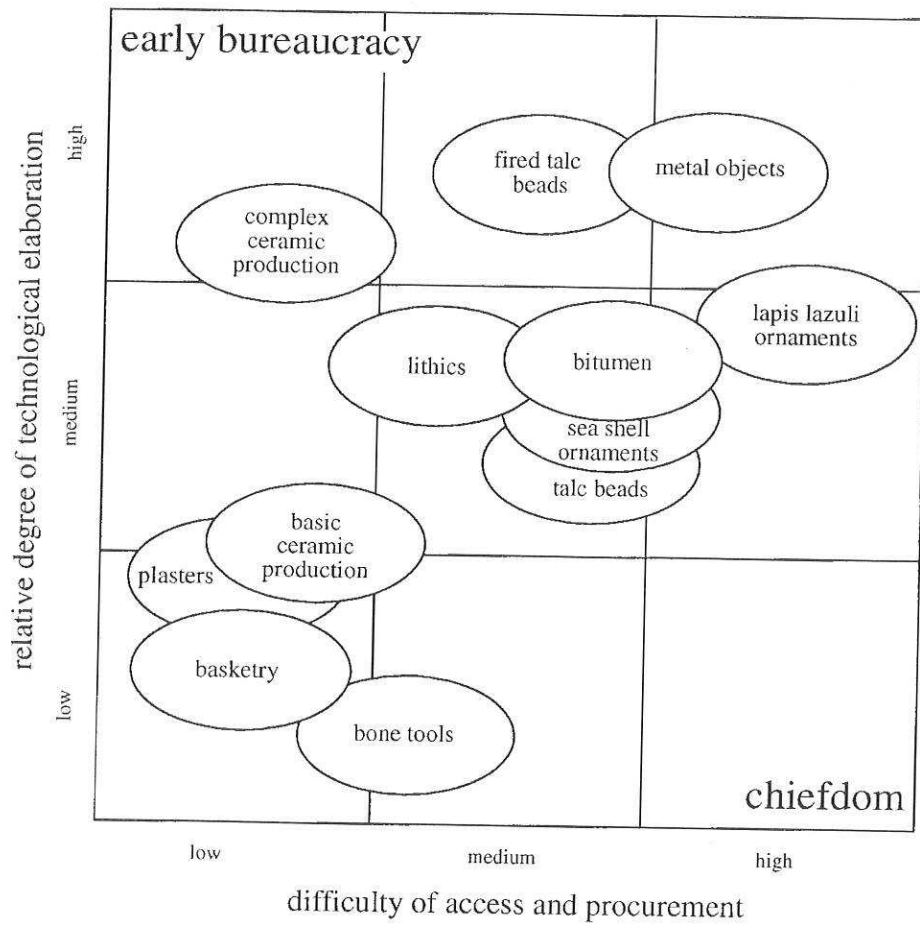 early bureaucracy
relative degree of technological elaboration
high
medium
low
fired talc
beads
metal objects
complex
ceramic
production
lapis lazuli
ornaments
lithics
bitumen
sea shell
ornaments
talc beads
basic
ceramic
production
plasters
basketry
bone tools
chiefdom
low
medium
high
difficulty of access and procurement